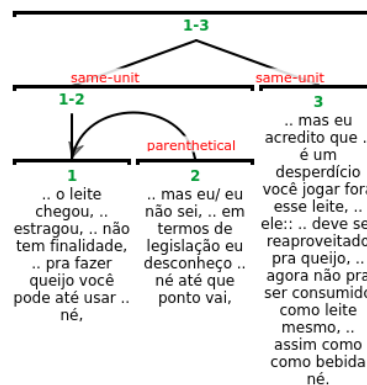 1-3
same-unit
same-unit
1-2
3
parenthetical
1
2
.. o leite
chegou, ..
estragou, .. não
tem finalidade,
.. pra fazer
queijo você
pode até usar ..
né,
.. mas eu/ eu
não sei, .. em
termos de
legislação eu
desconheço ..
né até que
ponto vai,
.. mas eu
acredito que ..
é um
desperdício
você jogar fora
esse leite, ..
ele:: .. deve ser
reaproveitado
pra queijo, ..
agora não pra
ser consumido
como leite
mesmo, ..
assim como
como bebida
né.